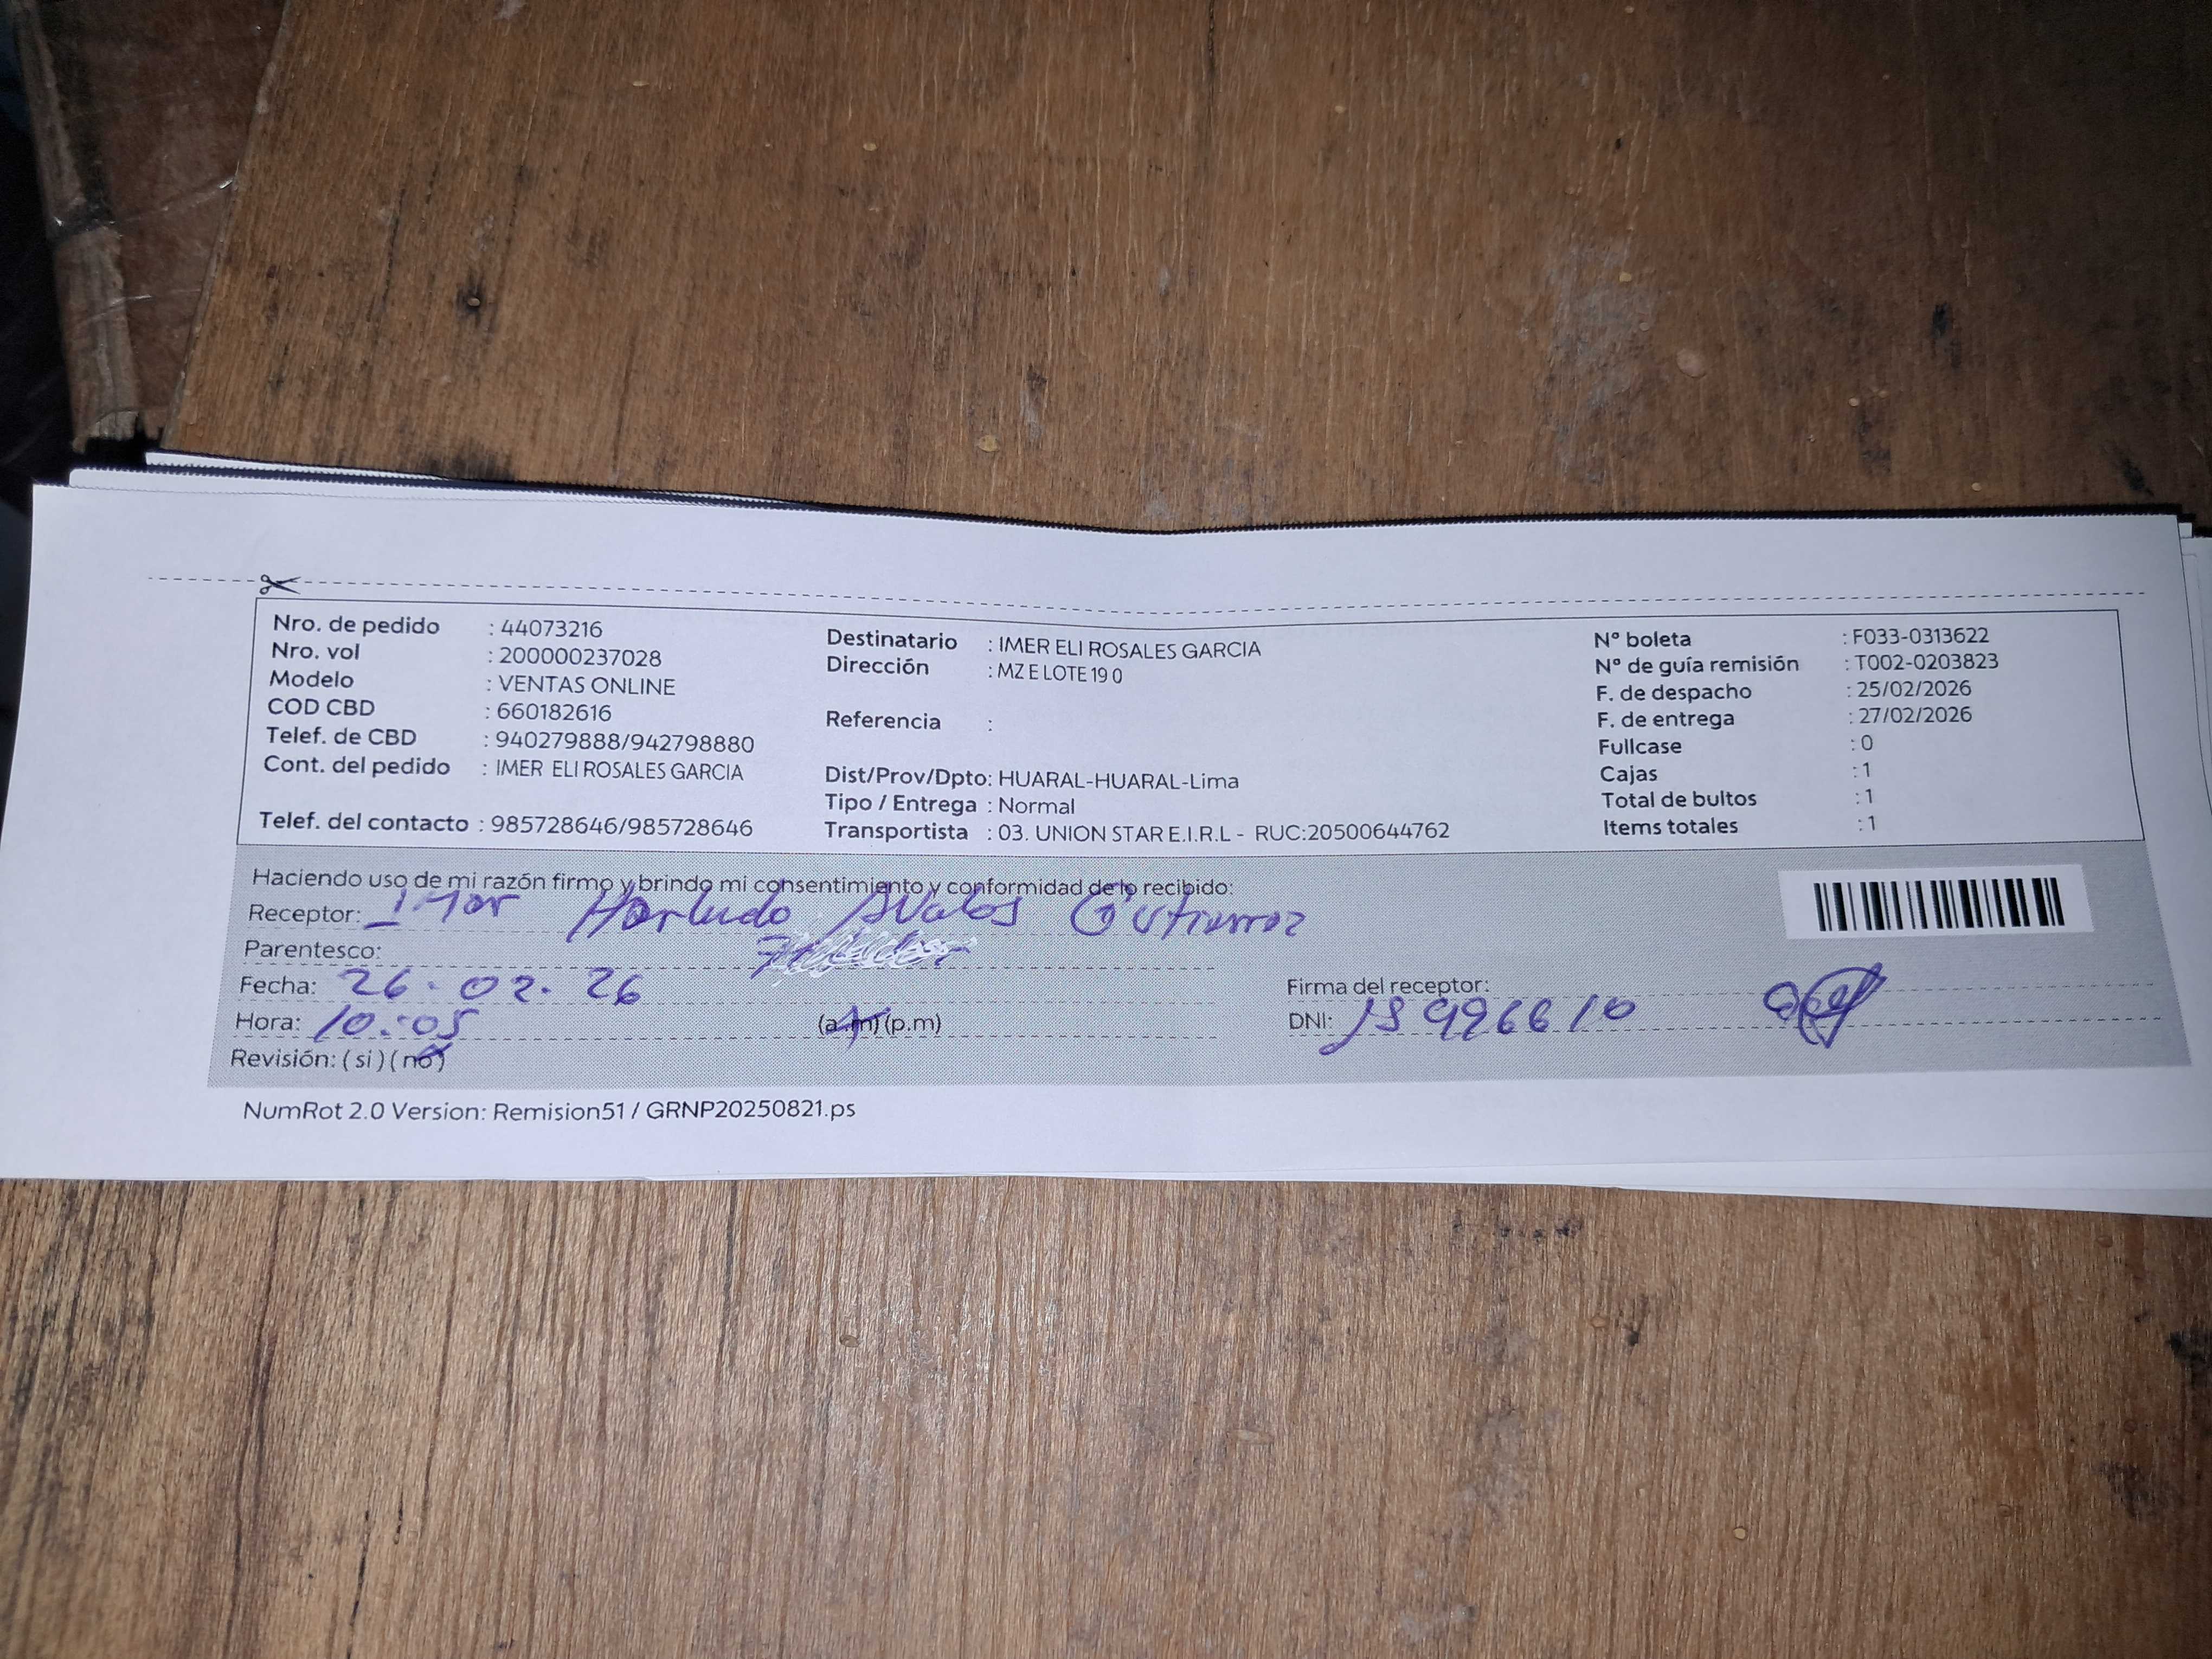 Nro. de pedido : 44073216
Nro. vol : 200000237028
Modelo : VENTAS ONLINE
COD CBD : 660182616
Telef. de CBD : 940279888/942798880
Cont. del pedido : IMER ELI ROSALES GARCIA
Telef. del contacto : 985728646/985728646
Destinatario : IMER ELI ROSALES GARCIA
Dirección : MZ E LOTE 19 0
Referencia :
Dist/Prov/Dpto: HUARAL-HUARAL-Lima
Tipo / Entrega : Normal
Transportista : 03. UNION STAR E.I.R.L - RUC:20500644762
Nº boleta : F033-0313622
Nº de guía remisión : T002-0203823
F. de despacho : 25/02/2026
F. de entrega : 27/02/2026
Fullcase : 0
Cajas : 1
Total de bultos : 1
Items totales : 1
Haciendo uso de mi razón firmo y brindo mi consentimiento y conformidad de lo recibido:
Receptor: Avalos Gutierrez
Parentesco:
Fecha: 26.02.26
Hora: 10:05 (a.m) (p.m)
Revisión: ( si ) ( no )
Firma del receptor:
DNI:
NumRot 2.0 Version: Remision51 / GRNP20250821.ps